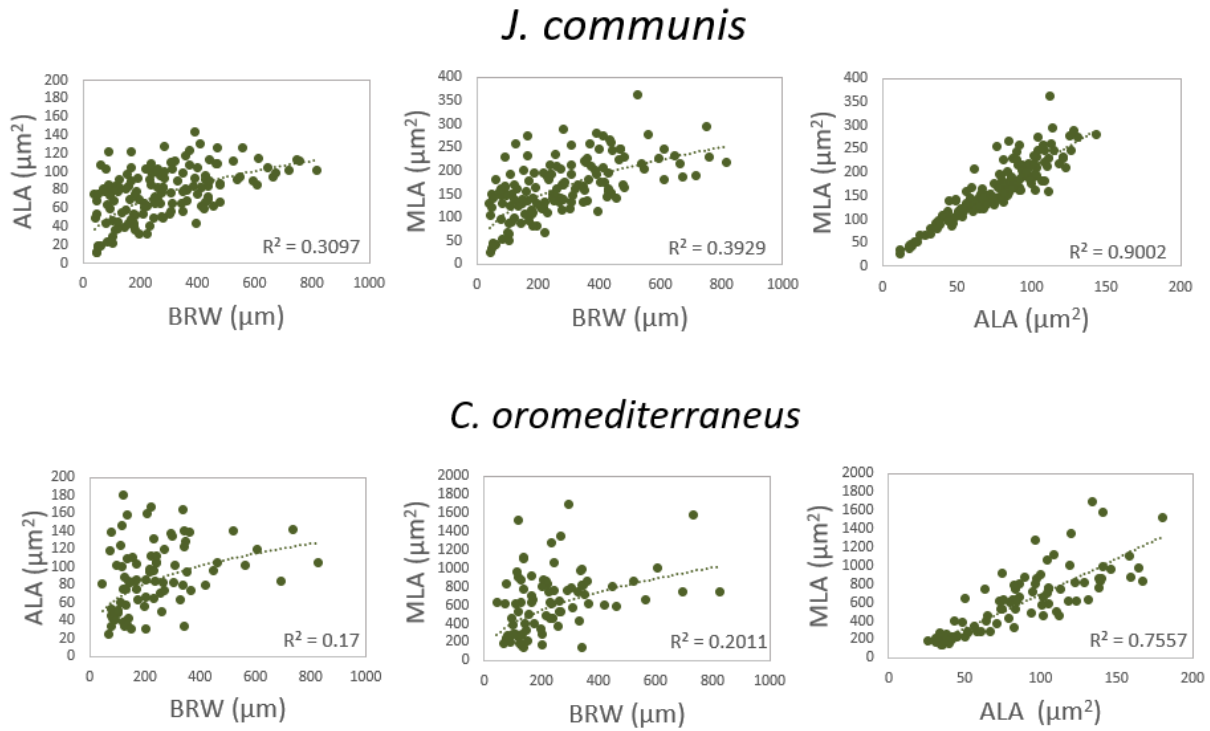 J. communis
ALA (µm²)
200
180
160
140
120
100
80
60
40
20
0
0 200 400 600 800 1000
R² = 0.3097
BRW (µm)
MLA (µm²)
400
350
300
250
200
150
100
50
0
0 200 400 600 800 1000
R² = 0.3929
BRW (µm)
MLA (µm²)
400
350
300
250
200
150
100
50
0
0 50 100 150 200
R² = 0.9002
ALA (µm²)
C. oromediterraneus
ALA (µm²)
200
180
160
140
120
100
80
60
40
20
0
0 200 400 600 800 1000
R² = 0.17
BRW (µm)
MLA (µm²)
2000
1800
1600
1400
1200
1000
800
600
400
200
0
0 200 400 600 800 1000
R² = 0.2011
BRW (µm)
MLA (µm²)
2000
1800
1600
1400
1200
1000
800
600
400
200
0
0 50 100 150 200
R² = 0.7557
ALA (µm²)